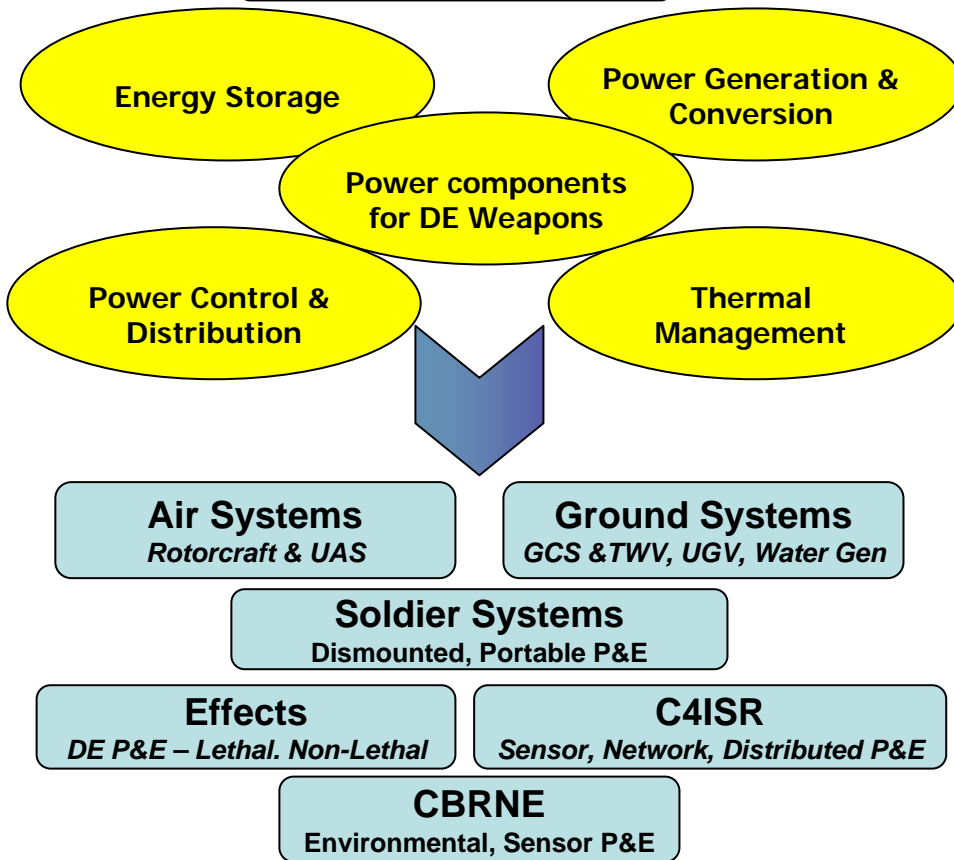 Energy Storage
Power Generation &
Conversion
Power components
for DE Weapons
Power Control &
Distribution
Thermal
Management
Air Systems
Rotorcraft & UAS
Ground Systems
GCS &TWV, UGV, Water Gen
Soldier Systems
Dismounted, Portable P&E
Effects
DE P&E – Lethal. Non-Lethal
C4ISR
Sensor, Network, Distributed P&E
CBRNE
Environmental, Sensor P&E